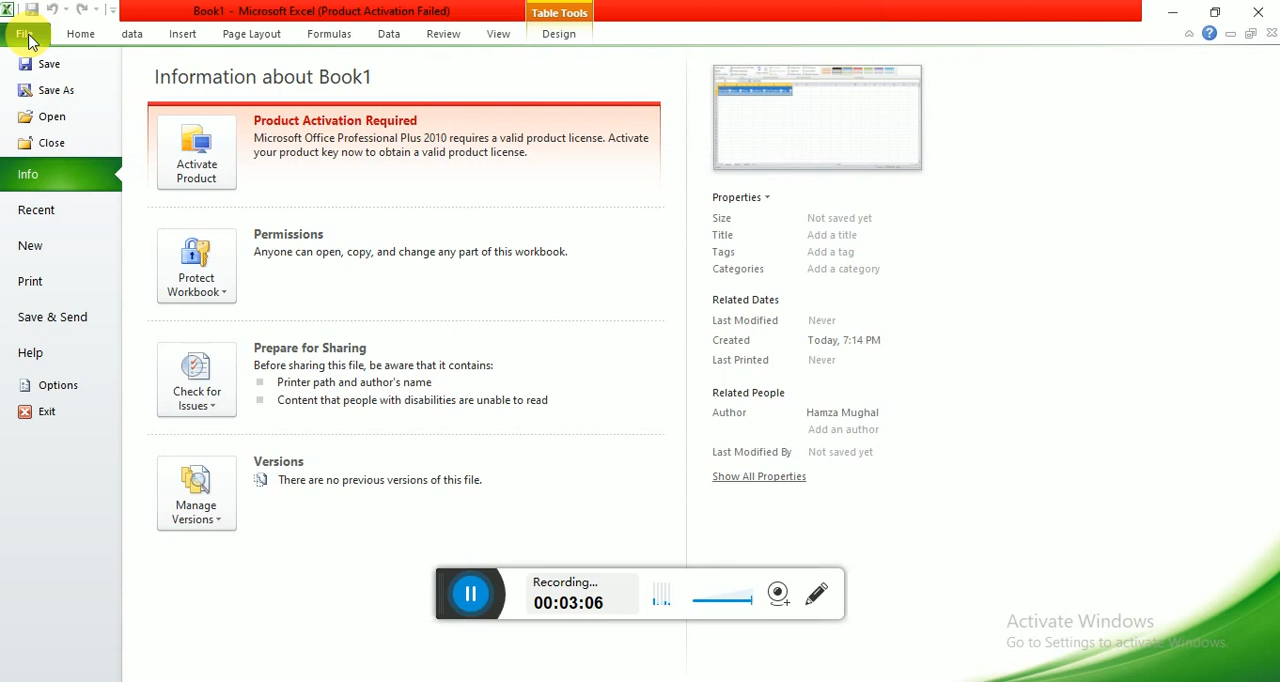 Book1 - Microsoft Excel (Product Activation Failed)
Table Tools
File
Home
data
Insert
Page Layout
Formulas
Data
Review
View
Design
Save
Save As
Open
Close
Info
Recent
New
Print
Save & Send
Help
Options
Exit
Information about Book1
Activate
Product
Product Activation Required
Microsoft Office Professional Plus 2010 requires a valid product license. Activate
your product key now to obtain a valid product license.
Protect
Workbook
Permissions
Anyone can open, copy, and change any part of this workbook.
Check for
Issues
Prepare for Sharing
Before sharing this file, be aware that it contains:
Printer path and author's name
Content that people with disabilities are unable to read
Manage
Versions
Versions
There are no previous versions of this file.
Properties
Size Not saved yet
Title Add a title
Tags Add a tag
Categories Add a category
Related Dates
Last Modified Never
Created Today, 7:14 PM
Last Printed Never
Related People
Author Hamza Mughal
Add an author
Last Modified By Not saved yet
Show All Properties
Recording...
00:03:06
Activate Windows
Go to Settings to activate Windows.